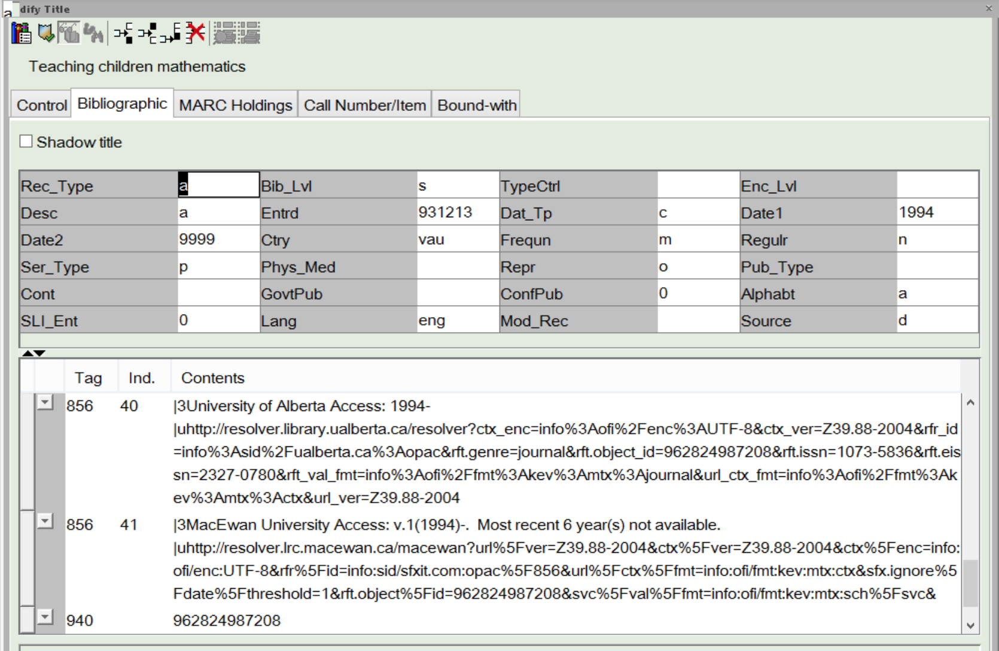 a
dify Title
Teaching children mathematics
Control Bibliographic MARC Holdings Call Number/Item Bound-with
Shadow title
Rec_Type a Bib_Lvl s TypeCtrl Enc_Lvl
Desc a Entrd 931213 Dat_Tp c Date1 1994
Date2 9999 Ctry vau Frequn m Regulr n
Ser_Type p Phys_Med Repr o Pub_Type
Cont GovtPub ConfPub 0 Alphabt a
SLI_Ent 0 Lang eng Mod_Rec Source d
Tag Ind. Contents
856 40 |3University of Alberta Access: 1994-
|uhttp://resolver.library.ualberta.ca/resolver?ctx_enc=info%3Aofi%2Fenc%3AUTF-8&ctx_ver=Z39.88-2004&rfr_id
=info%3Asid%2Fualberta.ca%3Aopac&rft.genre=journal&rft.object_id=962824987208&rft.issn=1073-5836&rft.eis
sn=2327-0780&rft_val_fmt=info%3Aofi%2Ffmt%3Akev%3Amtx%3Ajournal&url_ctx_fmt=info%3Aofi%2Ffmt%3Ak
ev%3Amtx%3Actx&url_ver=Z39.88-2004
856 41 |3MacEwan University Access: v.1(1994)-.  Most recent 6 year(s) not available.
|uhttp://resolver.lrc.macewan.ca/macewan?url%5Fver=Z39.88-2004&ctx%5Fver=Z39.88-2004&ctx%5Fenc=info:
ofi/enc:UTF-8&rfr%5Fid=info:sid/sfxit.com:opac%5F856&url%5Fctx%5Ffmt=info:ofi/fmt:kev:mtx:ctx&sfx.ignore%5
Fdate%5Fthreshold=1&rft.object%5Fid=962824987208&svc%5Fval%5Ffmt=info:ofi/fmt:kev:mtx:sch%5Fsvc&
940 962824987208